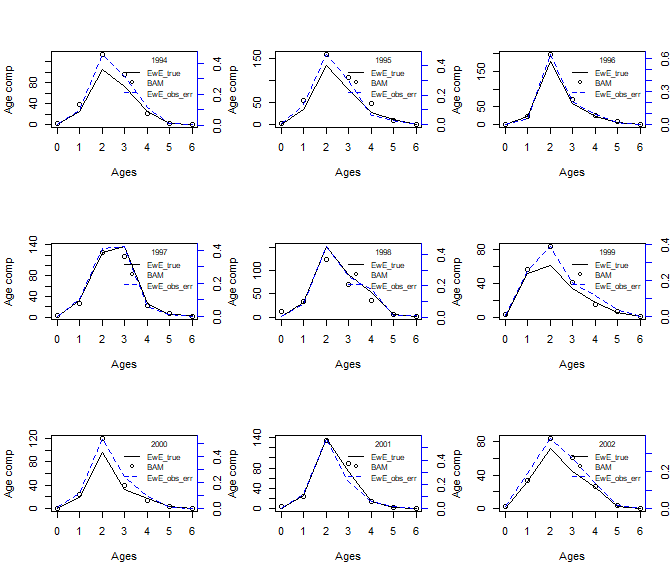 1994
EwE_true
BAM
EwE_obs_err
Age comp
0 40 80
0.0 0.2 0.4
0 1 2 3 4 5 6
Ages
1995
EwE_true
BAM
EwE_obs_err
Age comp
0 50 150
0.0 0.2 0.4
0 1 2 3 4 5 6
Ages
1996
EwE_true
BAM
EwE_obs_err
Age comp
0 50 150
0.0 0.3 0.6
0 1 2 3 4 5 6
Ages
1997
EwE_true
BAM
EwE_obs_err
Age comp
0 40 80 140
0.0 0.2 0.4
0 1 2 3 4 5 6
Ages
1998
EwE_true
BAM
EwE_obs_err
Age comp
0 50 100
0.0 0.2 0.4
0 1 2 3 4 5 6
Ages
1999
EwE_true
BAM
EwE_obs_err
Age comp
0 40 80
0.0 0.2 0.4
0 1 2 3 4 5 6
Ages
2000
EwE_true
BAM
EwE_obs_err
Age comp
0 40 80 120
0.0 0.2 0.4
0 1 2 3 4 5 6
Ages
2001
EwE_true
BAM
EwE_obs_err
Age comp
0 40 80 140
0.0 0.2 0.4
0 1 2 3 4 5 6
Ages
2002
EwE_true
BAM
EwE_obs_err
Age comp
0 40 80
0.0 0.2
0 1 2 3 4 5 6
Ages